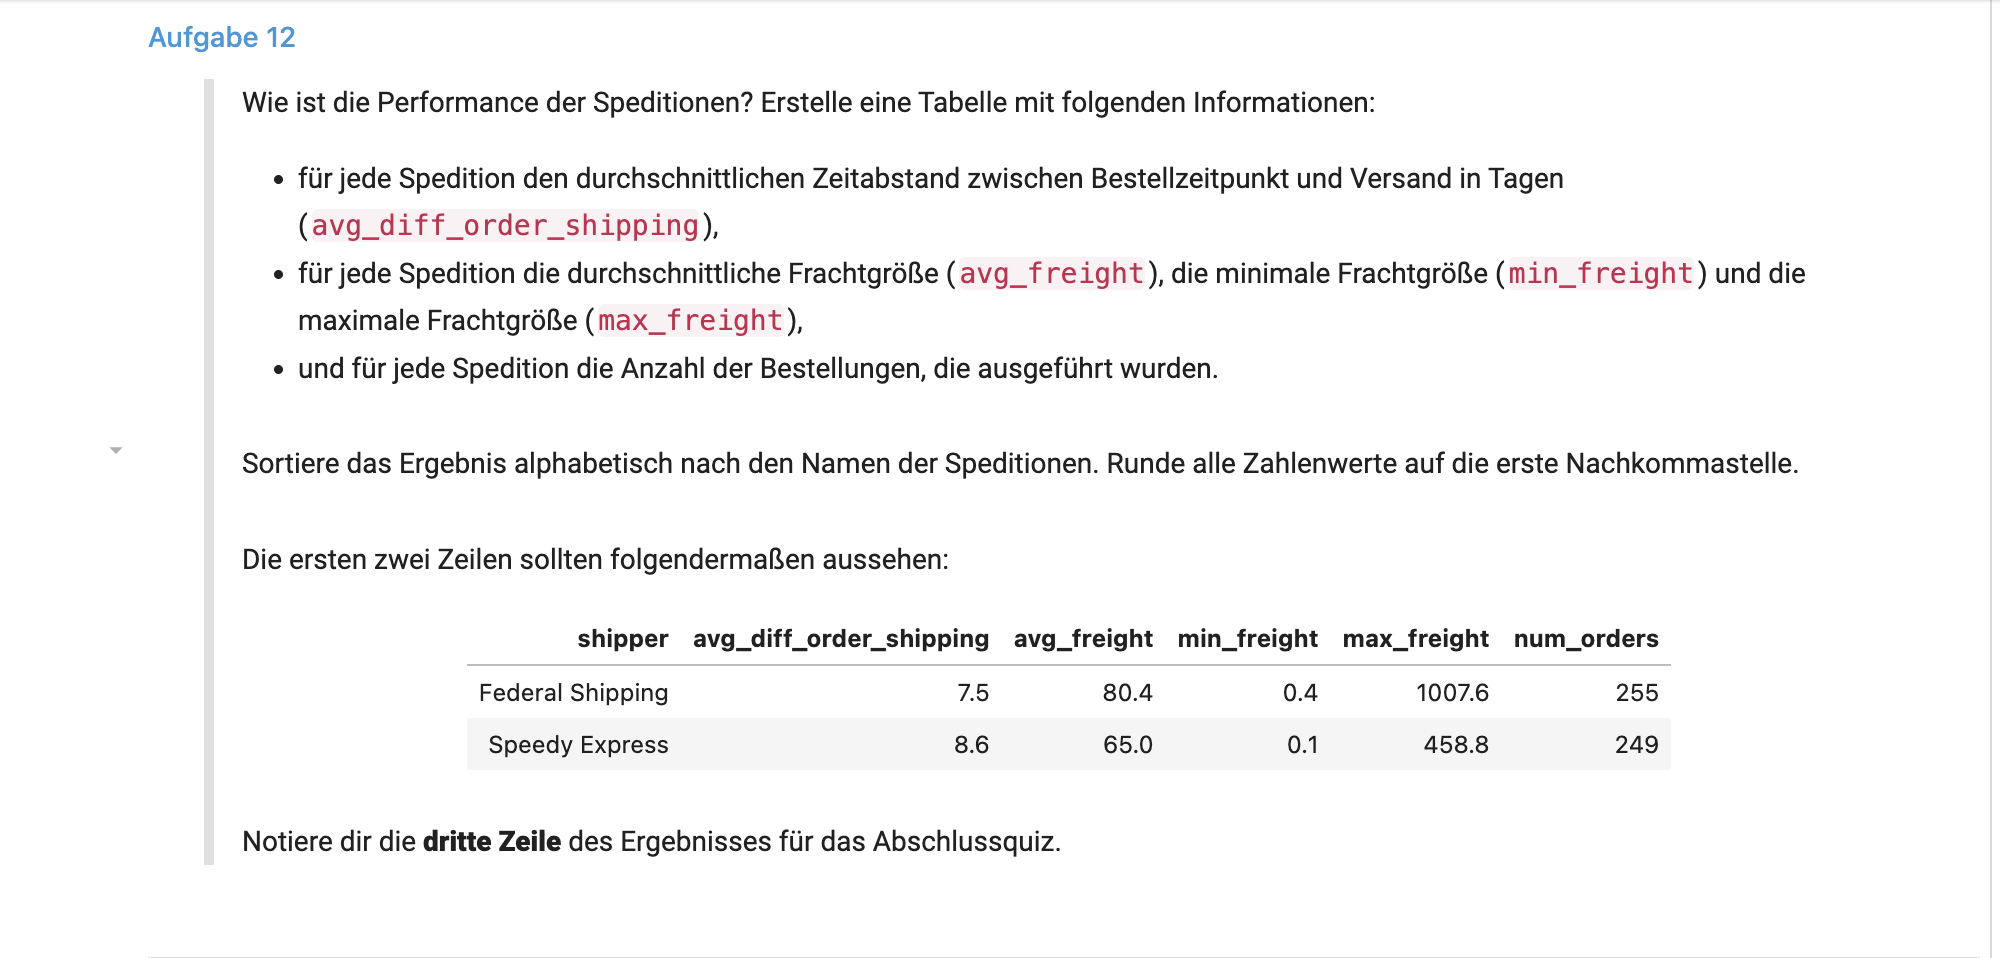 Aufgabe 12
Wie ist die Performance der Speditionen? Erstelle eine Tabelle mit folgenden Informationen:
• für jede Spedition den durchschnittlichen Zeitabstand zwischen Bestellzeitpunkt und Versand in Tagen
(avg_diff_order_shipping),
• für jede Spedition die durchschnittliche Frachtgröße (avg_freight), die minimale Frachtgröße (min_freight) und die
maximale Frachtgröße (max_freight),
• und für jede Spedition die Anzahl der Bestellungen, die ausgeführt wurden.
Sortiere das Ergebnis alphabetisch nach den Namen der Speditionen. Runde alle Zahlenwerte auf die erste Nachkommastelle.
Die ersten zwei Zeilen sollten folgendermaßen aussehen:
shipper avg_diff_order_shipping avg_freight min_freight max_freight num_orders
Federal Shipping 7.5 80.4 0.4 1007.6 255
Speedy Express 8.6 65.0 0.1 458.8 249
Notiere dir die dritte Zeile des Ergebnisses für das Abschlussquiz.